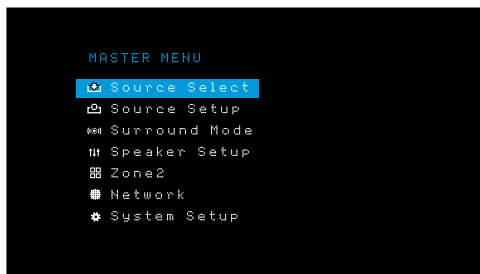 MASTER MENU
Source Select
Source Setup
Surround Mode
Speaker Setup
Zone2
Network
System Setup